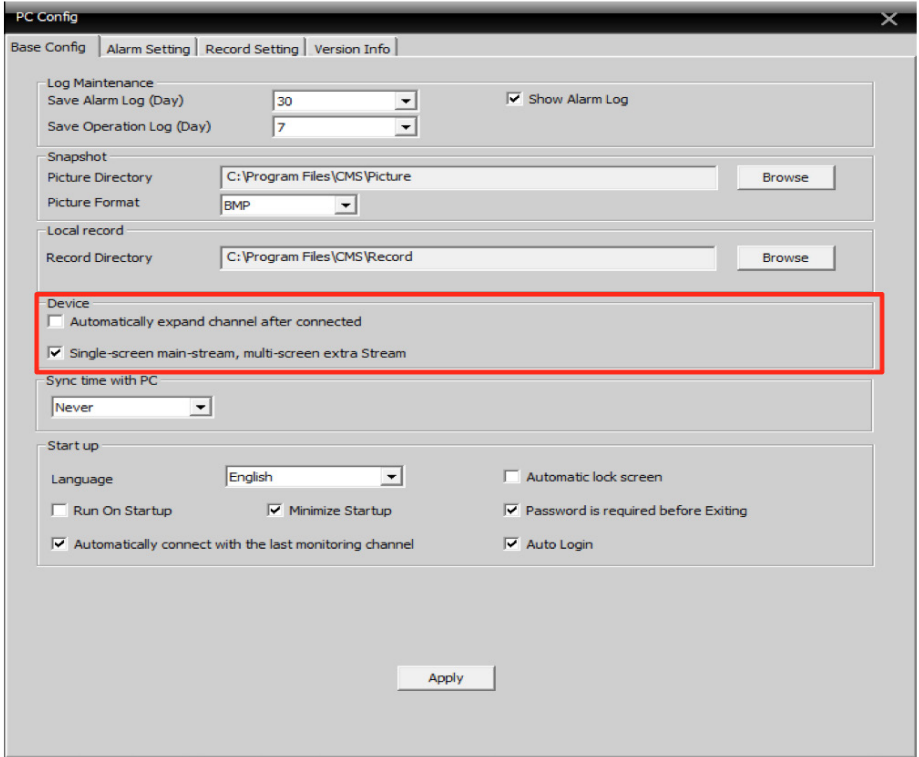 PC Config
Base Config Alarm Setting Record Setting Version Info
Log Maintenance
Save Alarm Log (Day) 30 Show Alarm Log
Save Operation Log (Day) 7
Snapshot
Picture Directory C:\Program Files\CMS\Picture Browse
Picture Format BMP
Local record
Record Directory C:\Program Files\CMS\Record Browse
Device
Automatically expand channel after connected
Single-screen main-stream, multi-screen extra Stream
Sync time with PC
Never
Start up
Language English Automatic lock screen
Run On Startup Minimize Startup Password is required before Exiting
Automatically connect with the last monitoring channel Auto Login
Apply